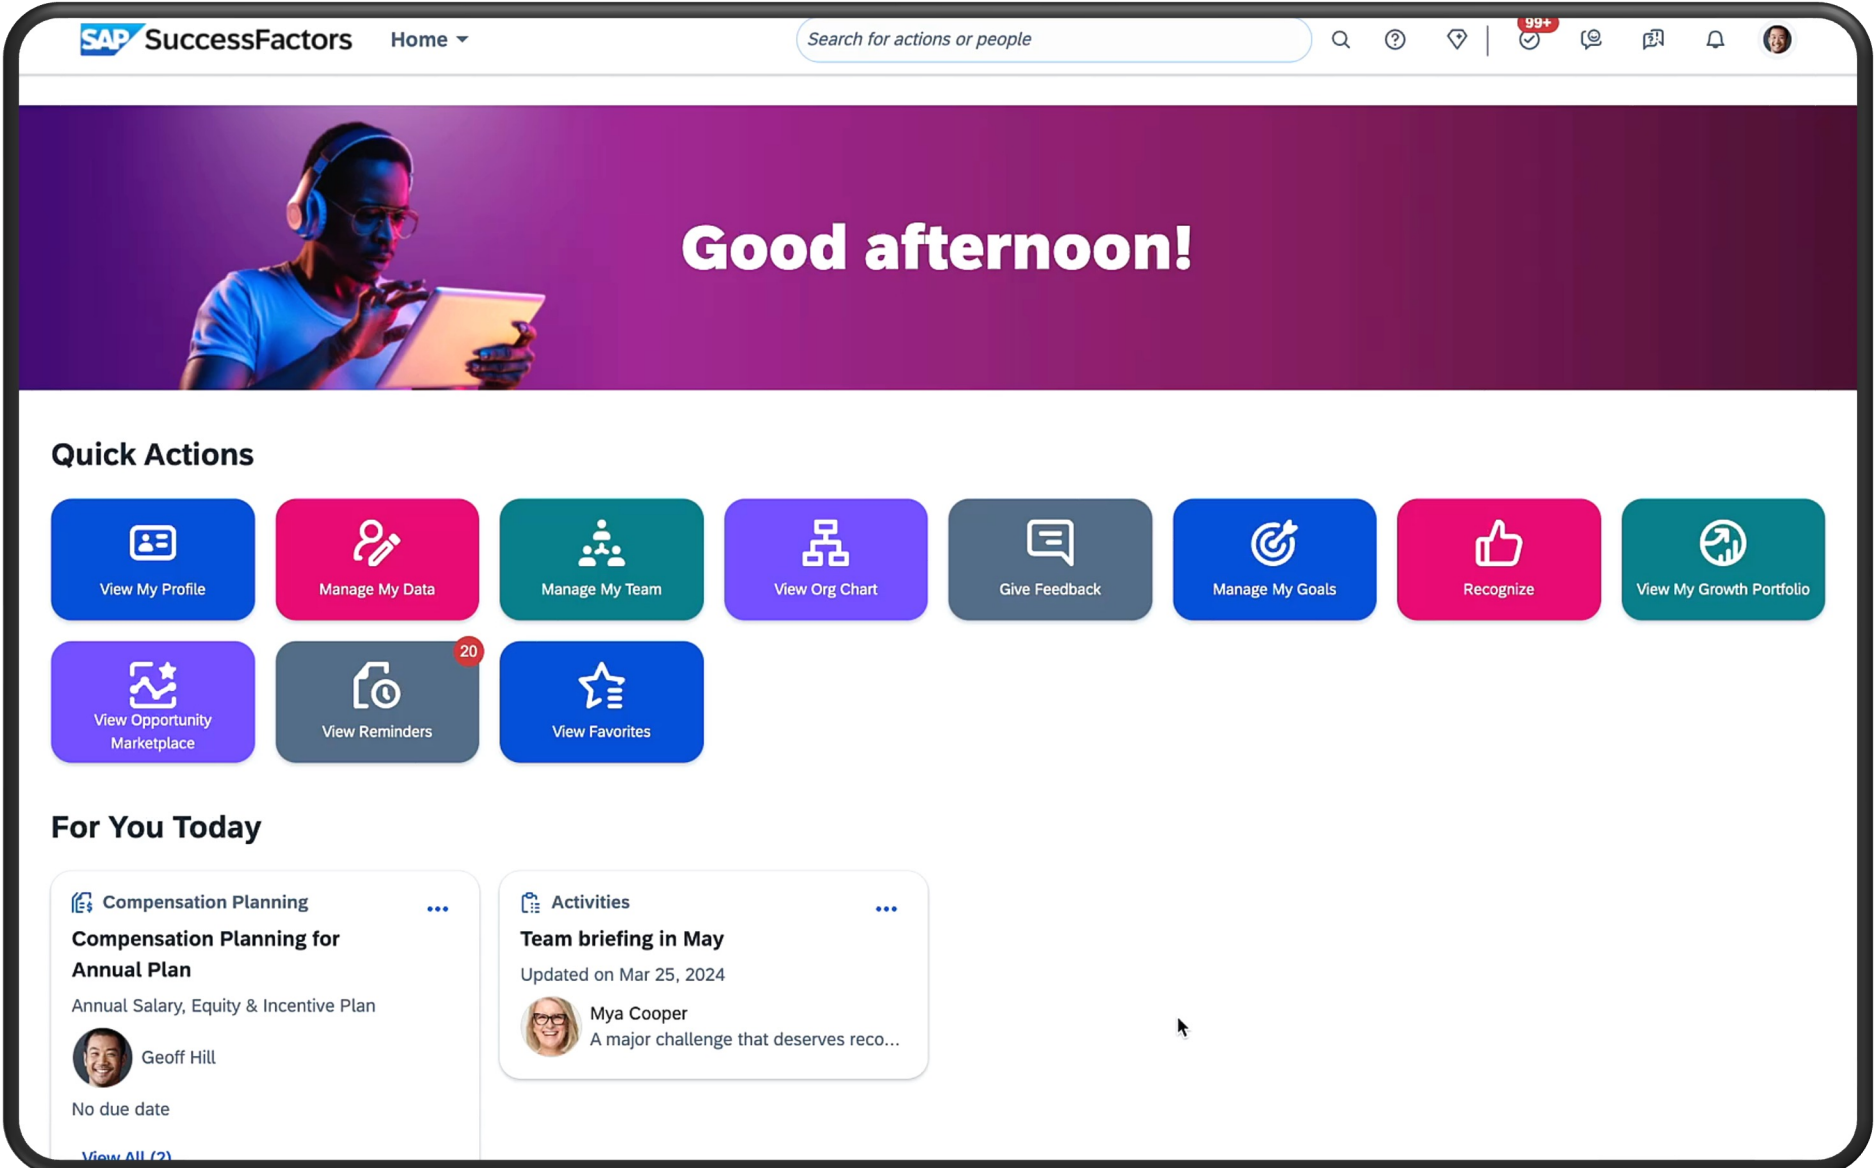 SAP SuccessFactors Home Search for actions or people 99+
Good afternoon!
Quick Actions
View My Profile
Manage My Data
Manage My Team
View Org Chart
Give Feedback
Manage My Goals
Recognize
View My Growth Portfolio
View Opportunity
Marketplace
20
View Reminders
View Favorites
For You Today
Compensation Planning
Compensation Planning for
Annual Plan
Annual Salary, Equity & Incentive Plan
Geoff Hill
No due date
View All (2)
Activities
Team briefing in May
Updated on Mar 25, 2024
Mya Cooper
A major challenge that deserves reco...